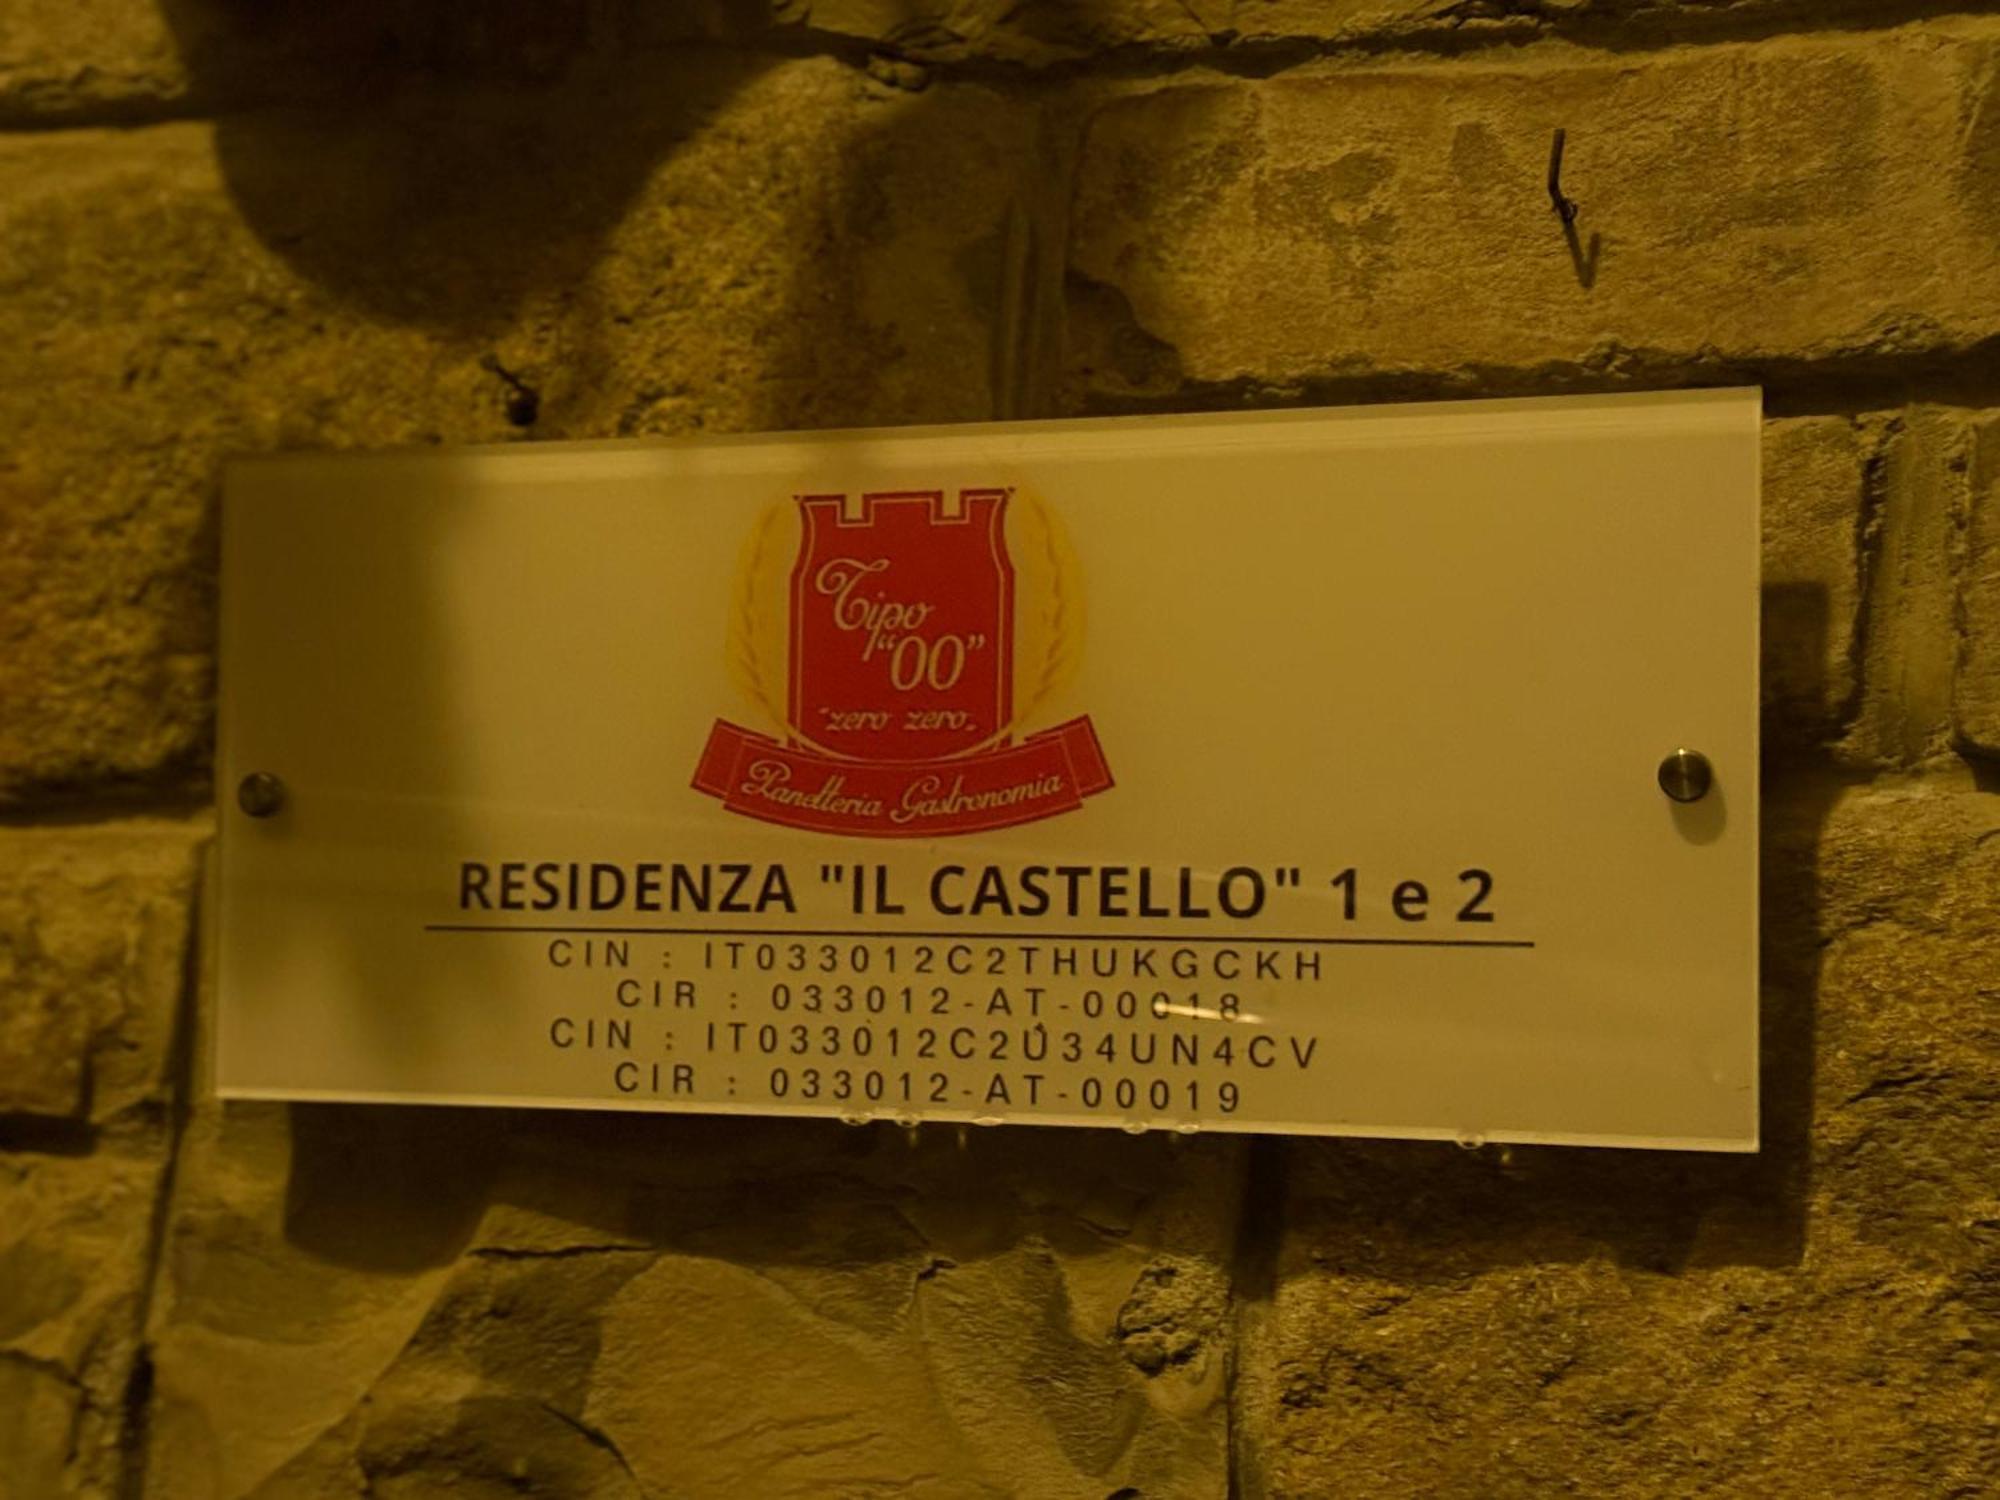 Tipo
"00"
"zero zero"
Panetteria Gastronomia
RESIDENZA "IL CASTELLO" 1 e 2
CIN : IT033012C2THUKGCKH
CIR : 033012-AT-00018
CIN : IT033012C2U34UN4CV
CIR : 033012-AT-00019